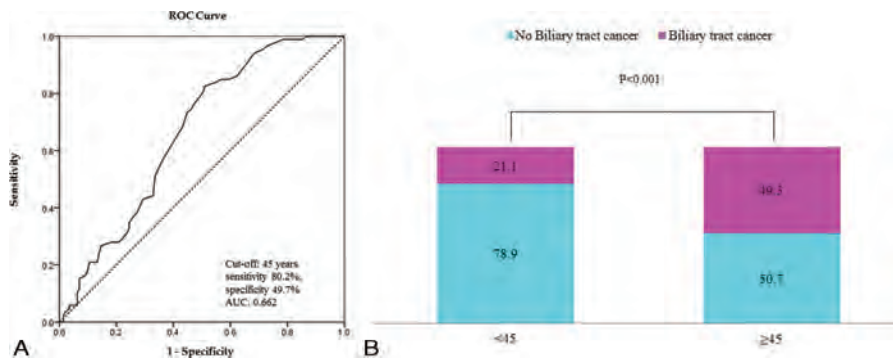 ROC Curve
1.0
0.8
0.6
0.4
0.2
0.0
Sensitivity
Cut-off: 45 years
sensitivity 80.2%,
specificity 49.7%
AUC: 0.662
0.0 0.2 0.4 0.6 0.8 1.0
1 - Specificity
A
No Biliary tract cancer Biliary tract cancer
P<0.001
21.1
49.3
78.9
50.7
<45 ≥45
B